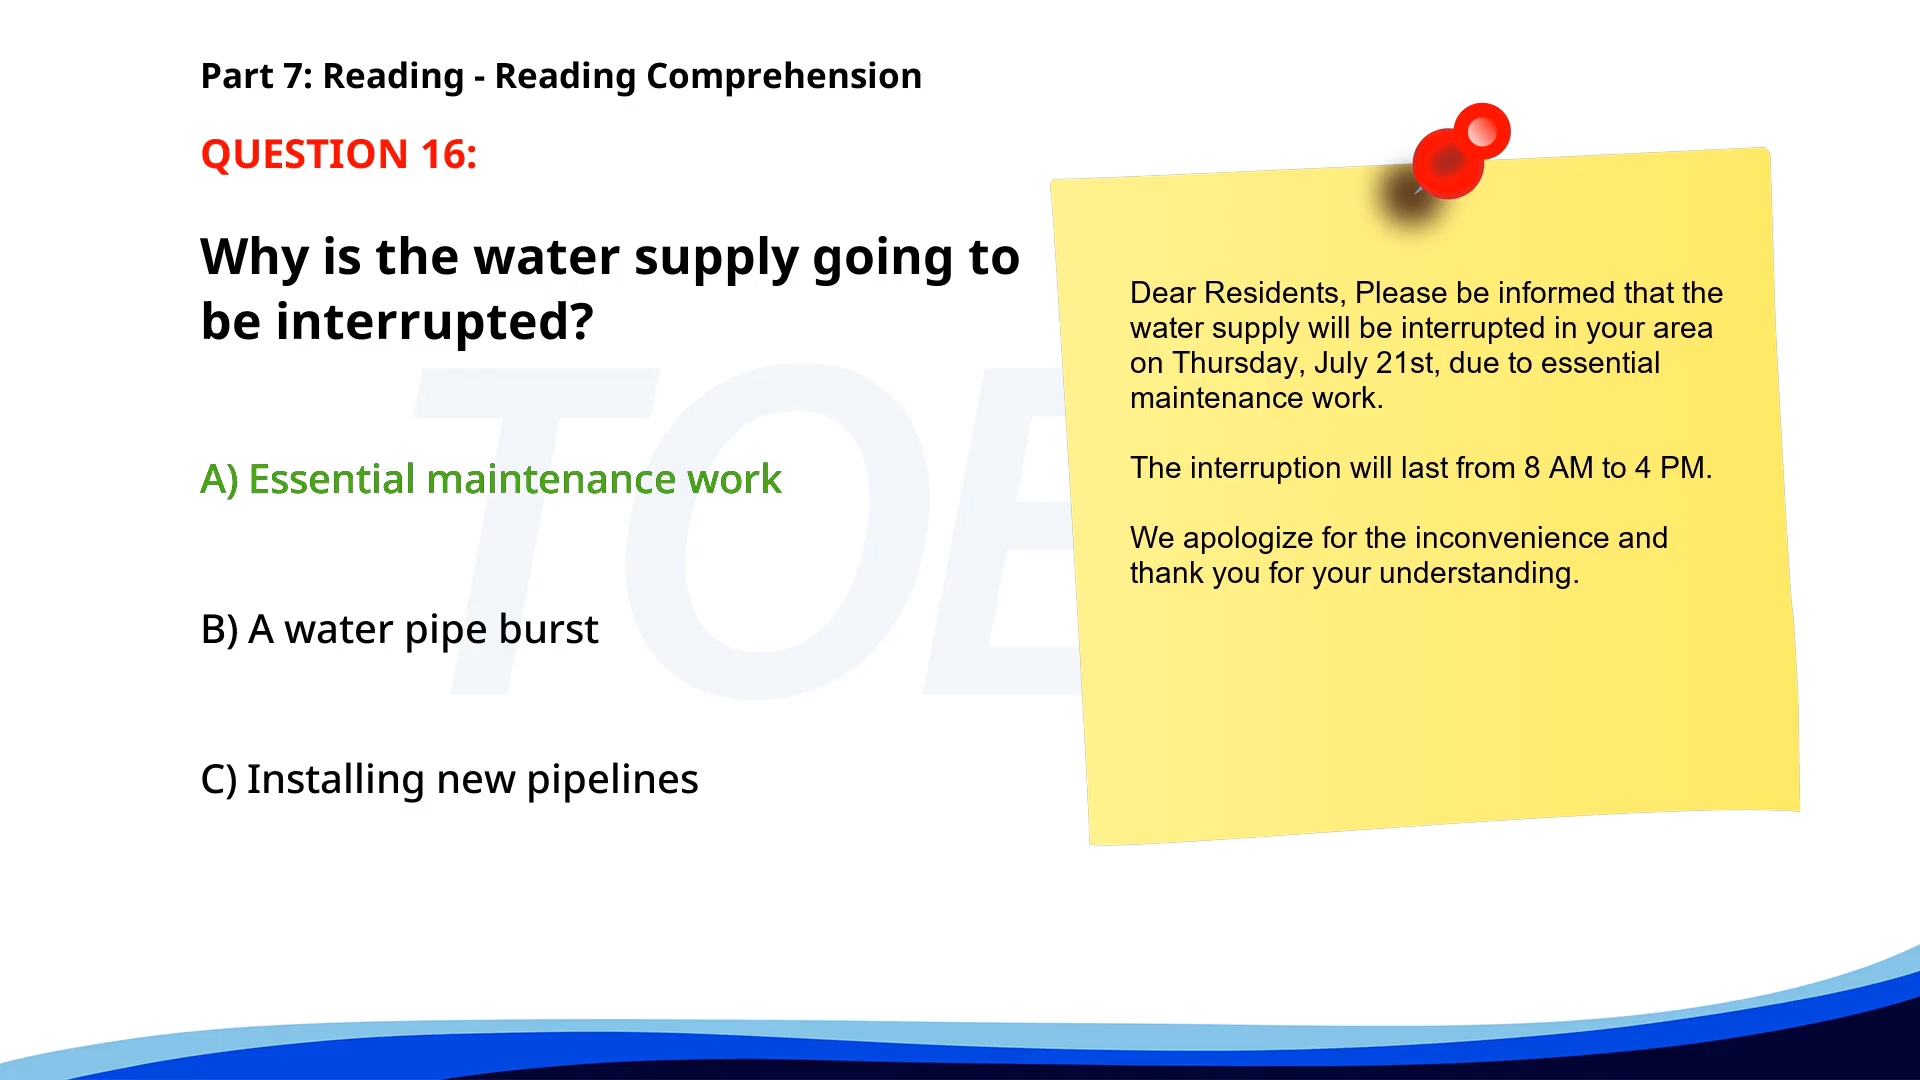 Part 7: Reading - Reading Comprehension
QUESTION 16:
Why is the water supply going to
be interrupted?
A) Essential maintenance work
B) A water pipe burst
C) Installing new pipelines
Dear Residents, Please be informed that the
water supply will be interrupted in your area
on Thursday, July 21st, due to essential
maintenance work.
The interruption will last from 8 AM to 4 PM.
We apologize for the inconvenience and
thank you for your understanding.